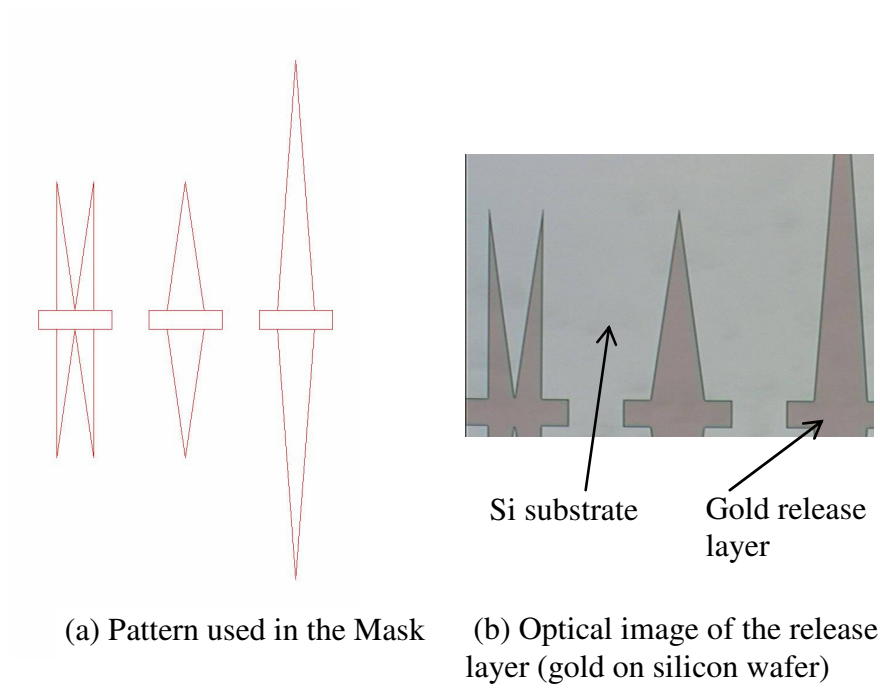 Si substrate
Gold release
layer
(a) Pattern used in the Mask
(b) Optical image of the release
layer (gold on silicon wafer)